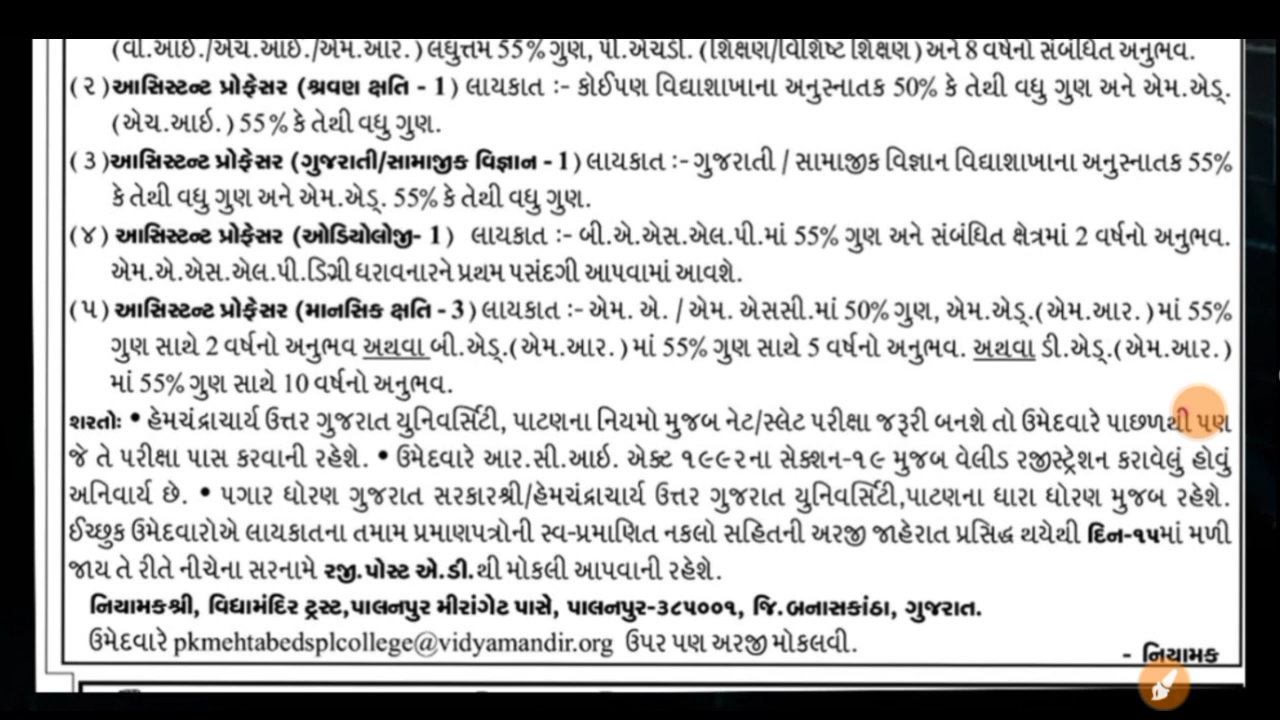 (વી.આઈ./એચ.આઈ./એમ.આર.) લઘુત્તમ 55% ગુણ, પી.એચડી. (શિક્ષણ/વિશિષ્ટ શિક્ષણ) અને 8 વર્ષનો સંબંધિત અનુભવ.
(૨) આસિસ્ટન્ટ પ્રોફેસર (શ્રવણ ક્ષતિ - 1) લાયકાત :- કોઈપણ વિદ્યાશાખાના અનુસ્નાતક 50% કે તેથી વધુ ગુણ અને એમ.એડ્.
(એચ.આઇ.) 55% કે તેથી વધુ ગુણ.
(૩) આસિસ્ટન્ટ પ્રોફેસર (ગુજરાતી/સામાજીક વિજ્ઞાન - 1) લાયકાત :- ગુજરાતી / સામાજીક વિજ્ઞાન વિદ્યાશાખાના અનુસ્નાતક 55%
કે તેથી વધુ ગુણ અને એમ.એડ્. 55% કે તેથી વધુ ગુણ.
(૪) આસિસ્ટન્ટ પ્રોફેસર (ઓડિયોલોજી- 1) લાયકાત :- બી.એ.એસ.એલ.પી.માં 55% ગુણ અને સંબંધિત ક્ષેત્રમાં 2 વર્ષનો અનુભવ.
એમ.એ.એસ.એલ.પી.ડિગ્રી ધરાવનારને પ્રથમ પસંદગી આપવામાં આવશે.
(૫) આસિસ્ટન્ટ પ્રોફેસર (માનસિક ક્ષતિ - 3) લાયકાત :- એમ. એ. / એમ. એસસી.માં 50% ગુણ, એમ.એડ્.(એમ.આર.) માં 55%
ગુણ સાથે 2 વર્ષનો અનુભવ અથવા બી.એડ્.(એમ.આર.) માં 55% ગુણ સાથે 5 વર્ષનો અનુભવ. અથવા ડી.એડ્.(એમ.આર.)
માં 55% ગુણ સાથે 10 વર્ષનો અનુભવ.
શરતો: • હેમચંદ્રાચાર્ય ઉત્તર ગુજરાત યુનિવર્સિટી, પાટણના નિયમો મુજબ નેટ/સ્લેટ પરીક્ષા જરૂરી બનશે તો ઉમેદવારે પાછળથી પણ
જે તે પરીક્ષા પાસ કરવાની રહેશે. • ઉમેદવારે આર.સી.આઇ. એક્ટ ૧૯૯૨ના સેક્શન-૧૯ મુજબ વેલીડ રજીસ્ટ્રેશન કરાવેલું હોવું
અનિવાર્ય છે. • પગાર ધોરણ ગુજરાત સરકારશ્રી/હેમચંદ્રાચાર્ય ઉત્તર ગુજરાત યુનિવર્સિટી,પાટણના ધારા ધોરણ મુજબ રહેશે.
ઈચ્છુક ઉમેદવારોએ લાયકાતના તમામ પ્રમાણપત્રોની સ્વ-પ્રમાણિત નકલો સહિતની અરજી જાહેરાત પ્રસિદ્ધ થયેથી દિન-૧૫માં મળી
જાય તે રીતે નીચેના સરનામે રજી.પોસ્ટ એ.ડી.થી મોકલી આપવાની રહેશે.
નિયામકશ્રી, વિદ્યામંદિર ટ્રસ્ટ,પાલનપુર મીરાંગેટ પાસે, પાલનપુર-૩૮૫૦૦૧, જિ.બનાસકાંઠા, ગુજરાત.
ઉમેદવારે pkmehtabedsplcollege@vidyamandir.org ઉપર પણ અરજી મોકલવી.
- નિયામક